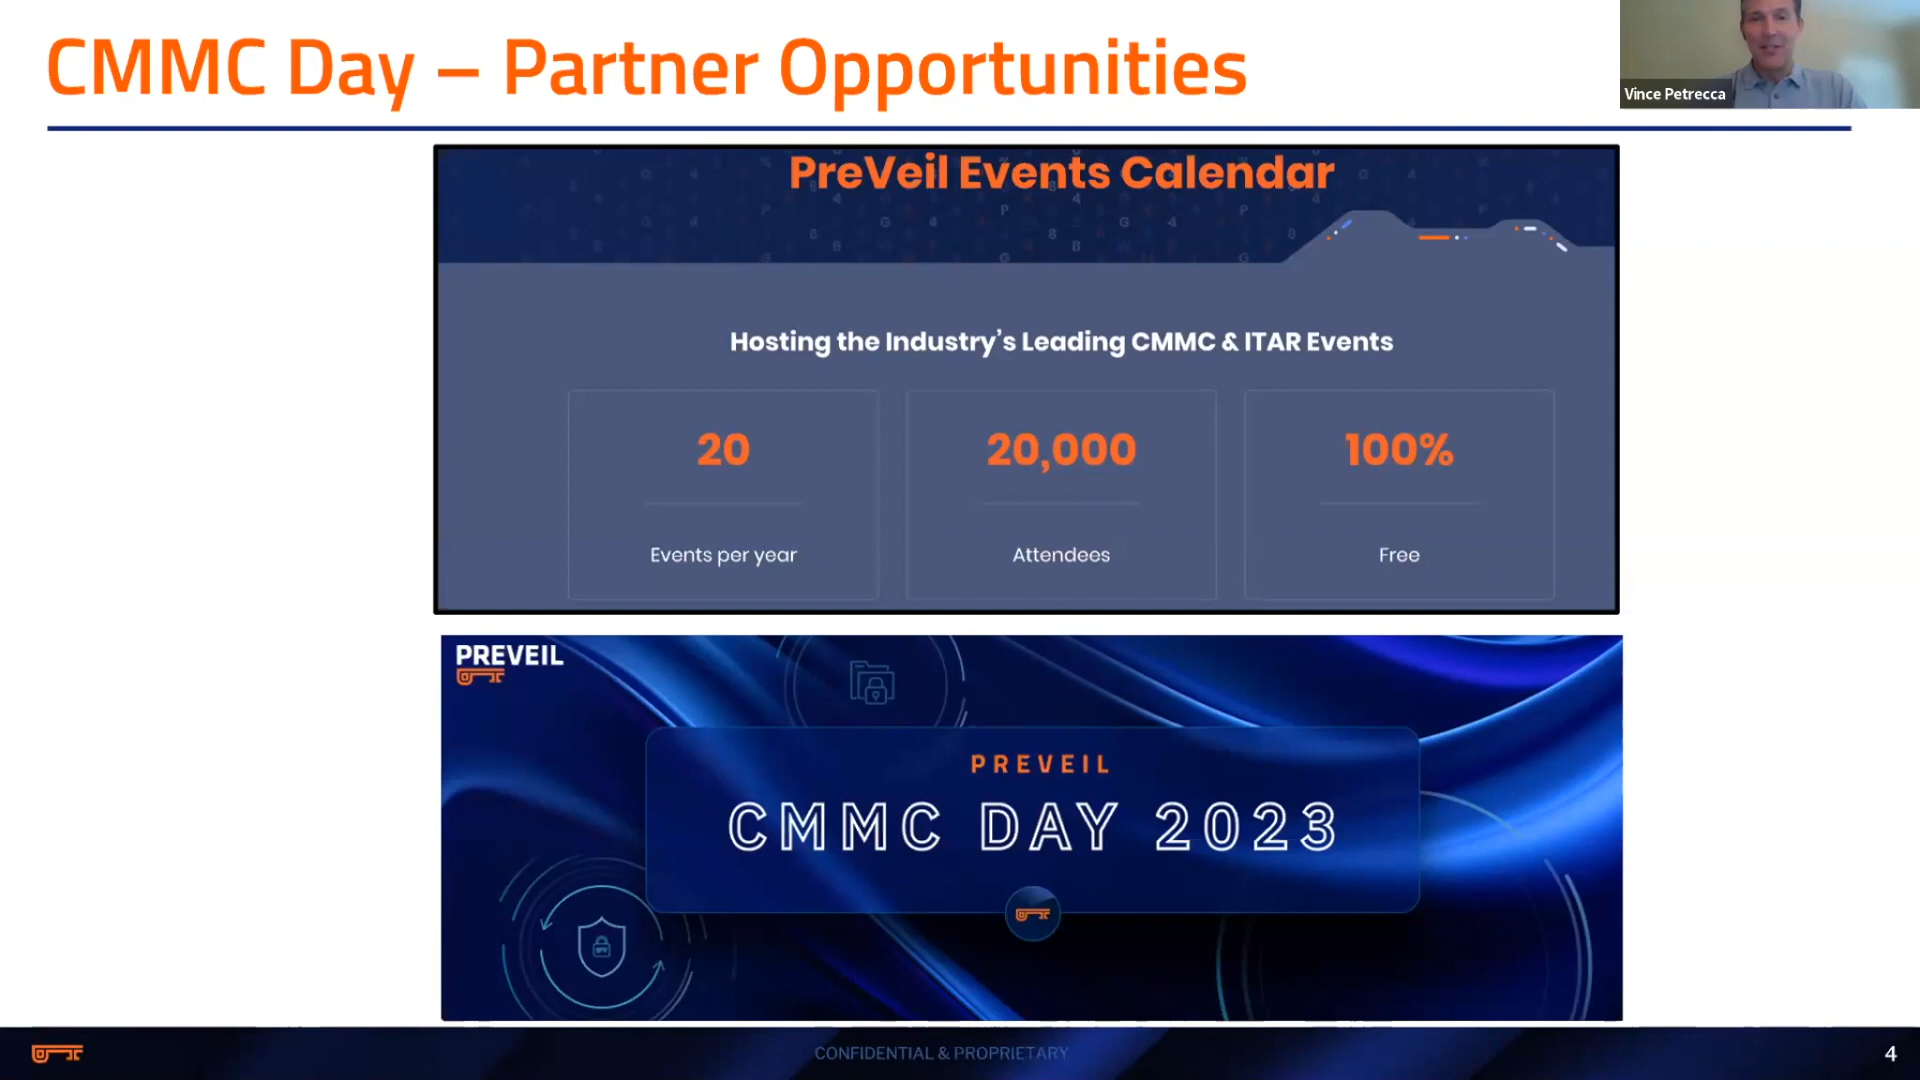 CMMC Day – Partner Opportunities
Vince Petrecca
PreVeil Events Calendar
Hosting the Industry's Leading CMMC & ITAR Events
20
20,000
100%
Events per year
Attendees
Free
PREVEIL
PREVEIL
CMMC DAY 2023
CONFIDENTIAL & PROPRIETARY
4